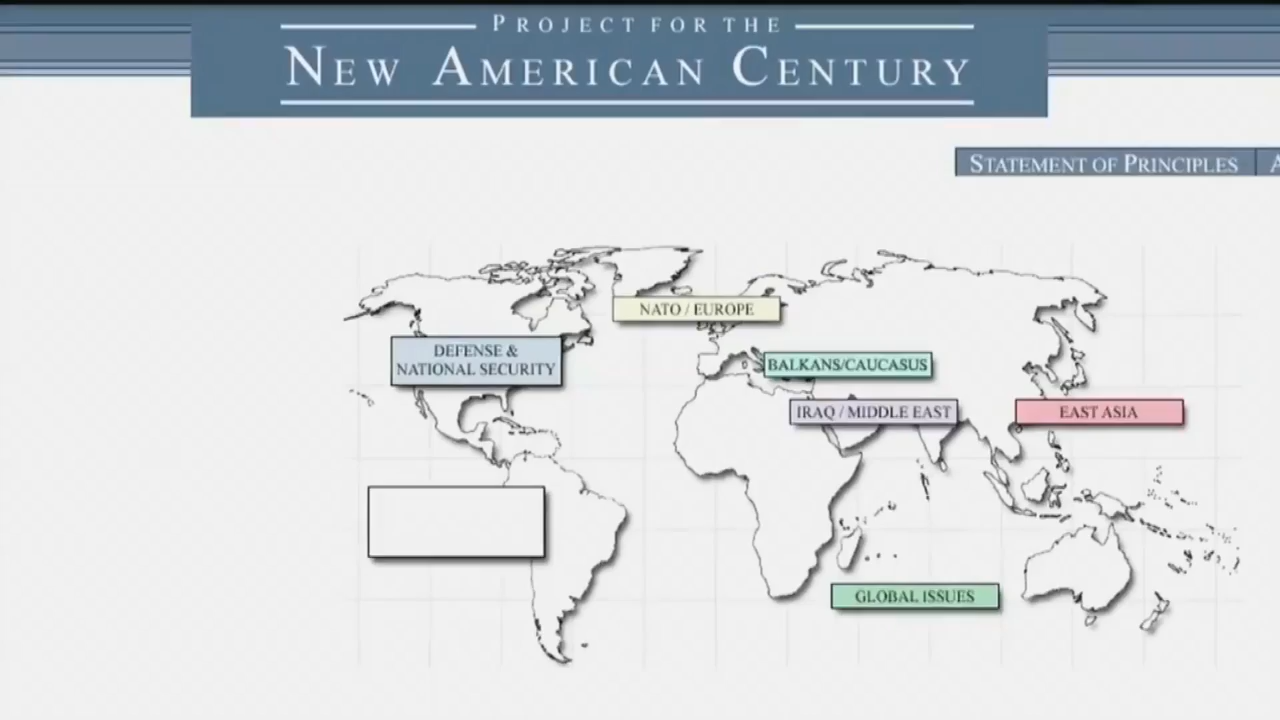 PROJECT FOR THE
NEW AMERICAN CENTURY
STATEMENT OF PRINCIPLES
NATO / EUROPE
DEFENSE &
NATIONAL SECURITY
BALKANS/CAUCASUS
IRAQ / MIDDLE EAST
EAST ASIA
GLOBAL ISSUES